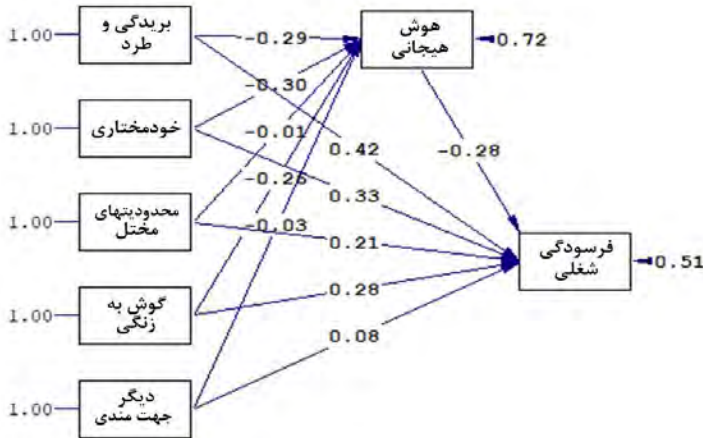 بریدگی و
طرد
خودمختاری
محدودیتهای
مختل
گوش به
زنگی
دیگر
جهت مندی
هوش
هیجانی
فرسودگی
شغلی
1.00
1.00
1.00
1.00
1.00
-0.29
-0.30
-0.01
-0.26
-0.03
0.42
0.33
0.21
0.28
0.08
-0.28
0.72
0.51